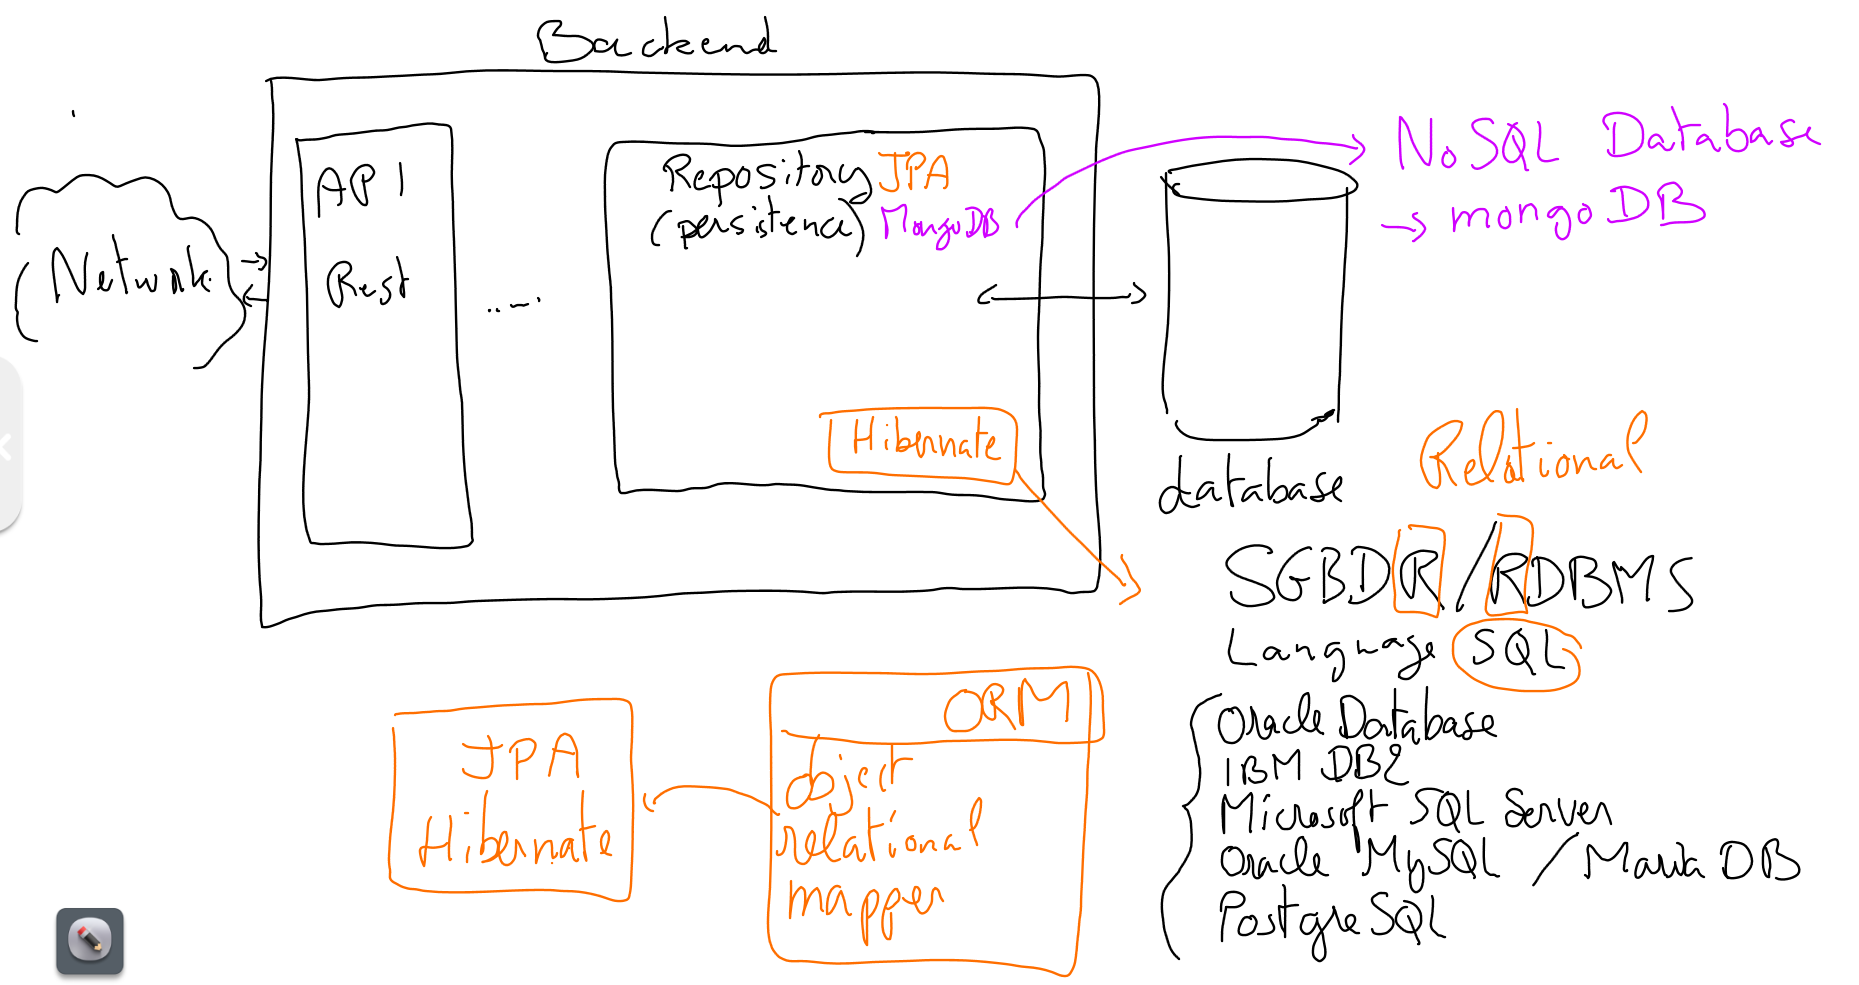 Backend
Network
API
Rest
.....
Repository JPA
(persistence) MongoDB
Hibernate
NoSQL Database
→ mongoDB
database
Relational
SGBDR/RDBMS
Language SQL
Oracle Database
IBM DB2
Microsoft SQL Server
Oracle MySQL / MariaDB
PostgreSQL
ORM
object
relational
mapper
JPA
Hibernate